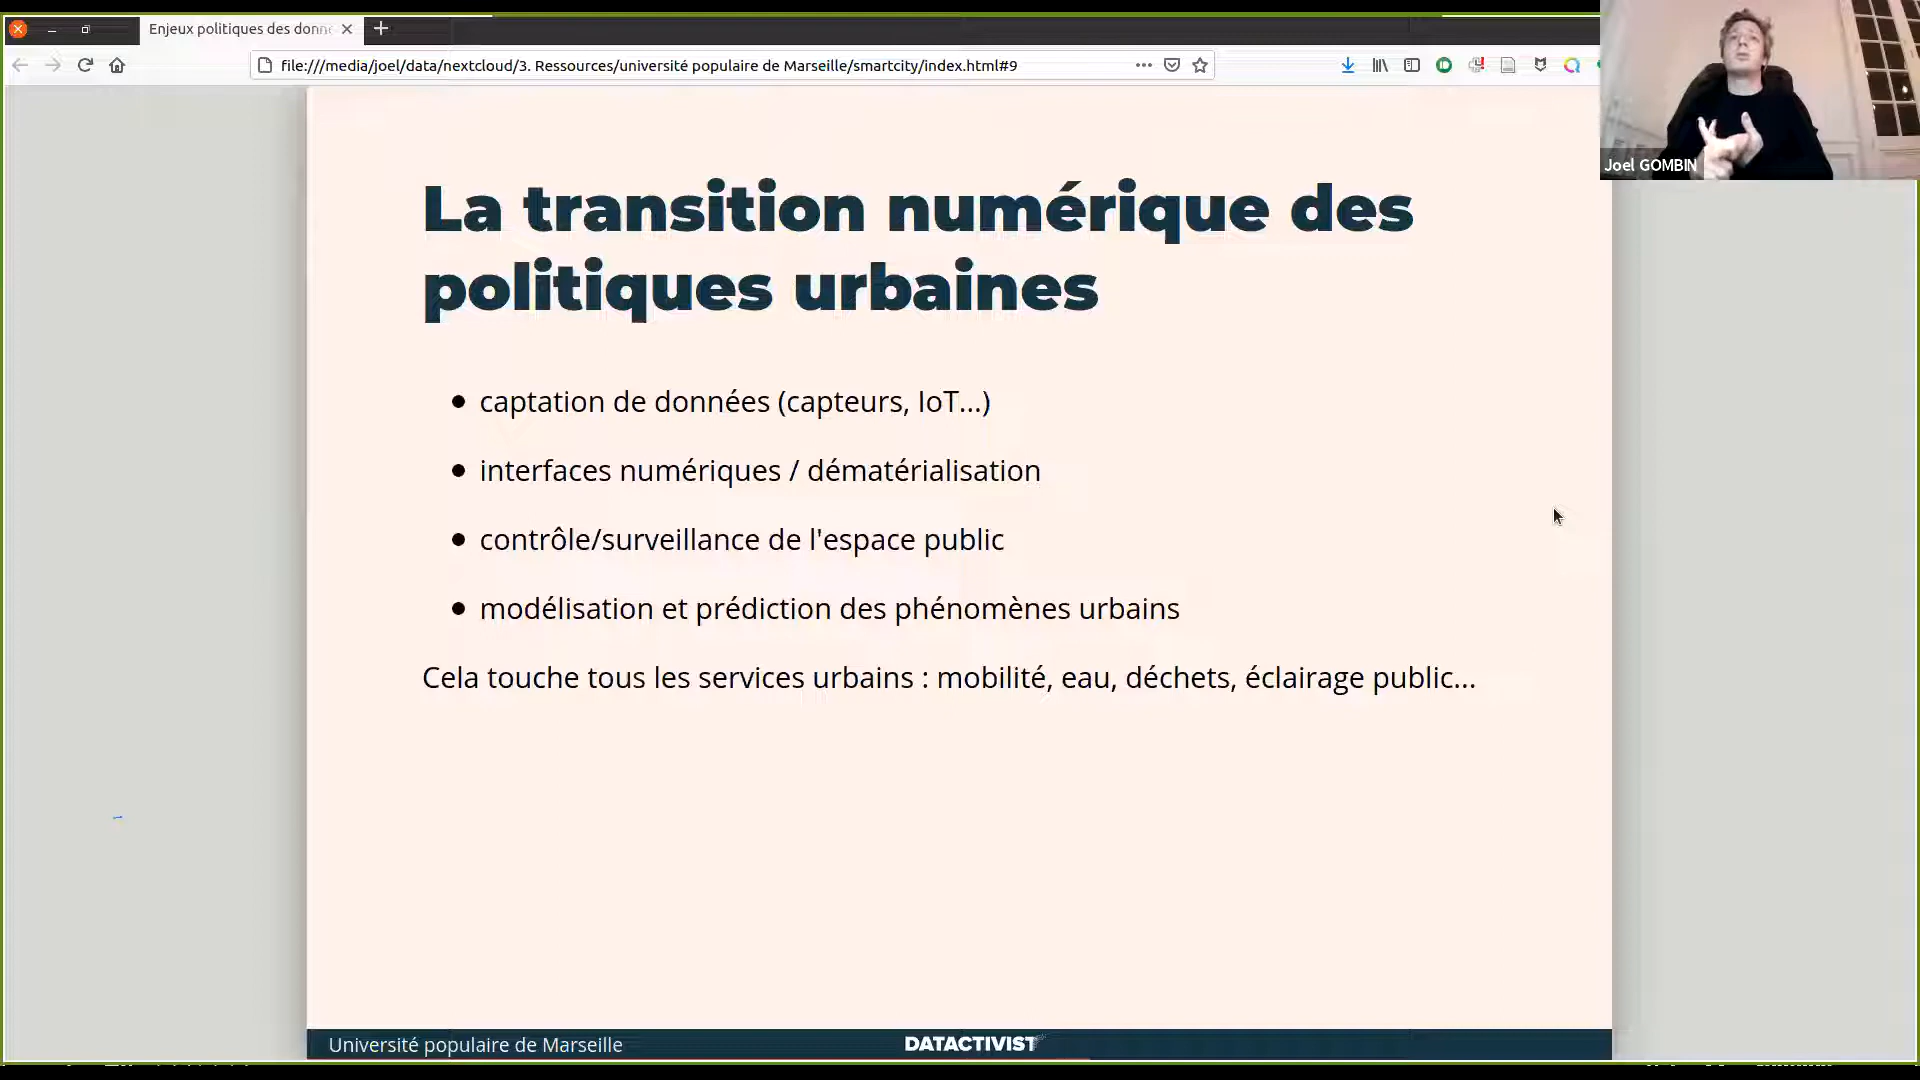 Enjeux politiques des donn
file:///media/joel/data/nextcloud/3. Ressources/université populaire de Marseille/smartcity/index.html#9
Joel GOMBIN
La transition numérique des
politiques urbaines
captation de données (capteurs, IoT...)
interfaces numériques / dématérialisation
contrôle/surveillance de l'espace public
modélisation et prédiction des phénomènes urbains
Cela touche tous les services urbains : mobilité, eau, déchets, éclairage public...
Université populaire de Marseille
DATACTIVIST